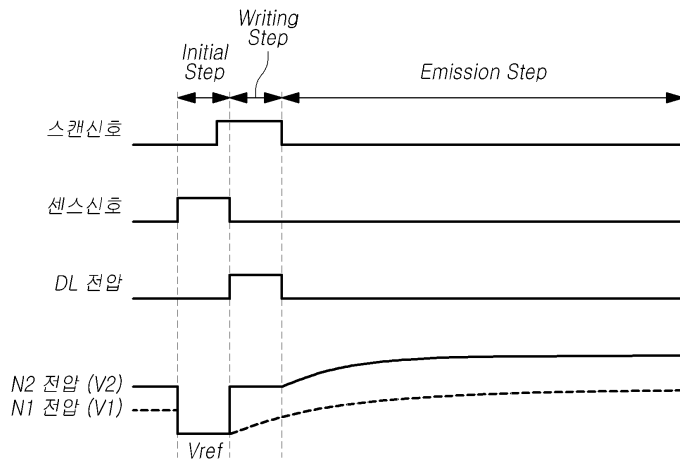 Writing
Step
Initial
Step
Emission Step
스캔신호
센스신호
DL 전압
N2 전압 (V2)
N1 전압 (V1)
Vref